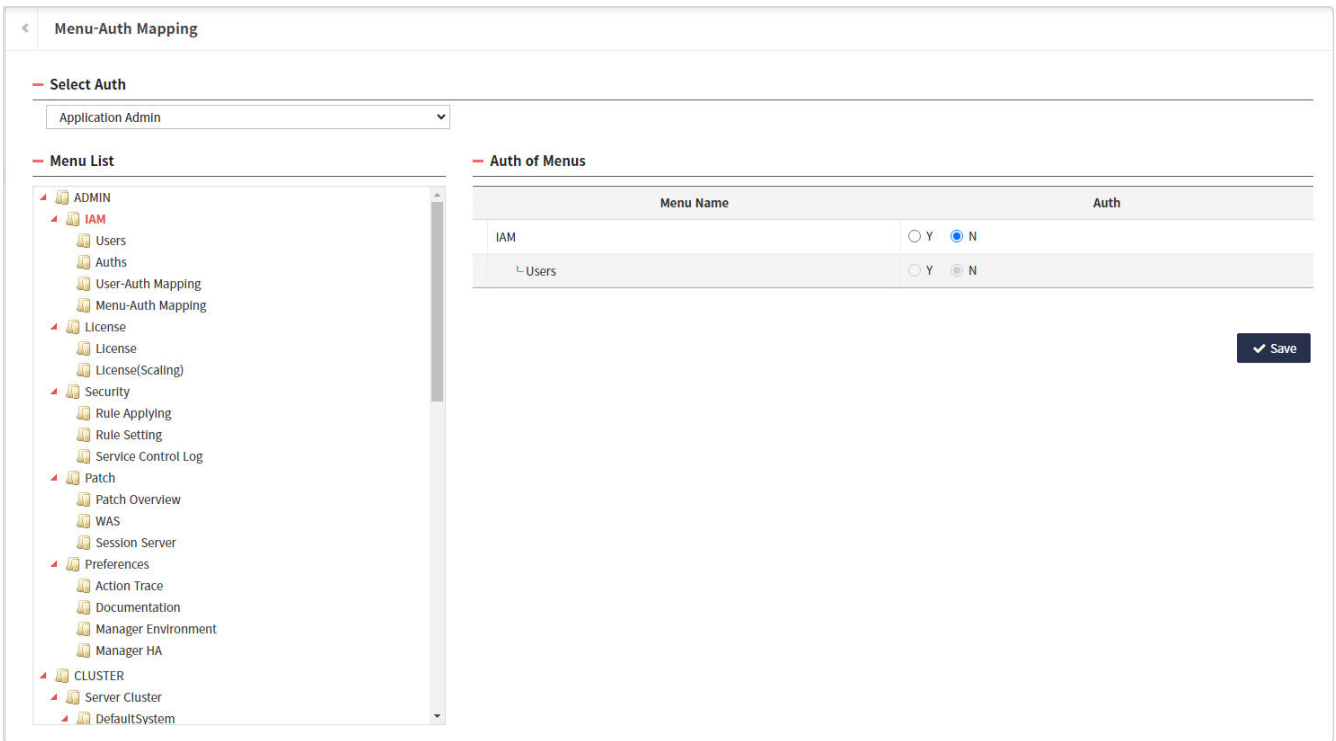 Menu-Auth Mapping
Select Auth
Application Admin
Menu List
ADMIN
IAM
Users
Auths
User-Auth Mapping
Menu-Auth Mapping
License
License
License(Scaling)
Security
Rule Applying
Rule Setting
Service Control Log
Patch
Patch Overview
WAS
Session Server
Preferences
Action Trace
Documentation
Manager Environment
Manager HA
CLUSTER
Server Cluster
DefaultSystem
Auth of Menus
Menu Name Auth
IAM Y N
Users Y N
Save